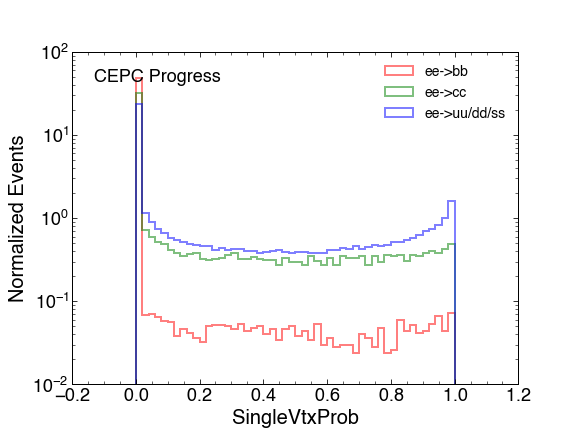 CEPC Progress
ee->bb
ee->cc
ee->uu/dd/ss
Normalized Events
10²
10¹
10⁰
10⁻¹
10⁻²
−0.2 0.0 0.2 0.4 0.6 0.8 1.0 1.2
SingleVtxProb